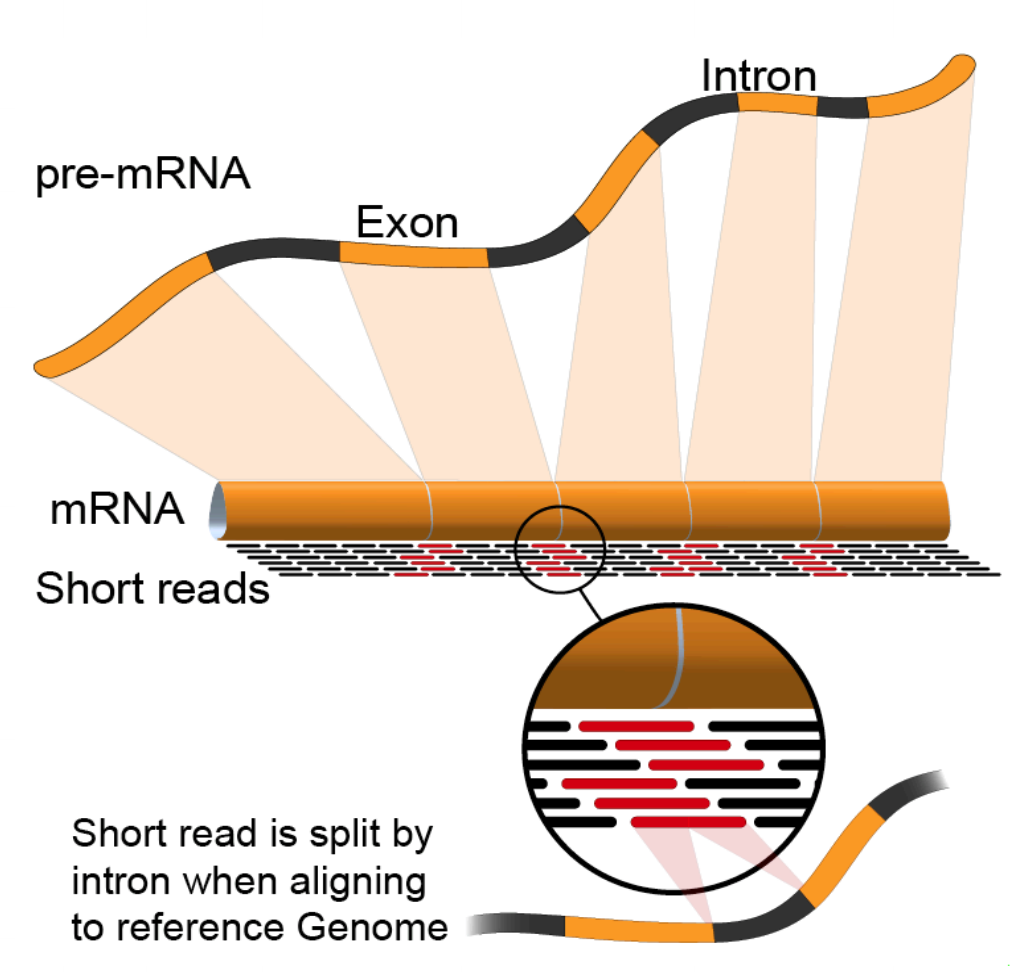 Intron
pre-mRNA
Exon
mRNA
Short reads
Short read is split by
intron when aligning
to reference Genome